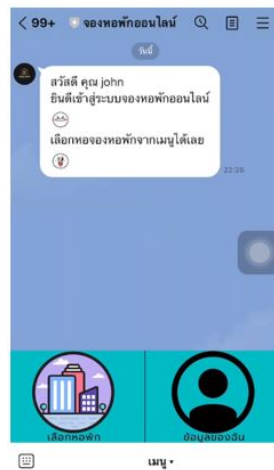 99+ จองหอพักออนไลน์
วันนี้
สวัสดี คุณ john
ยินดีเข้าสู่ระบบจองหอพักออนไลน์
เลือกหอจองหอพักจากเมนูได้เลย
22:28
เลือกหอพัก ข้อมูลของฉัน
เมนู